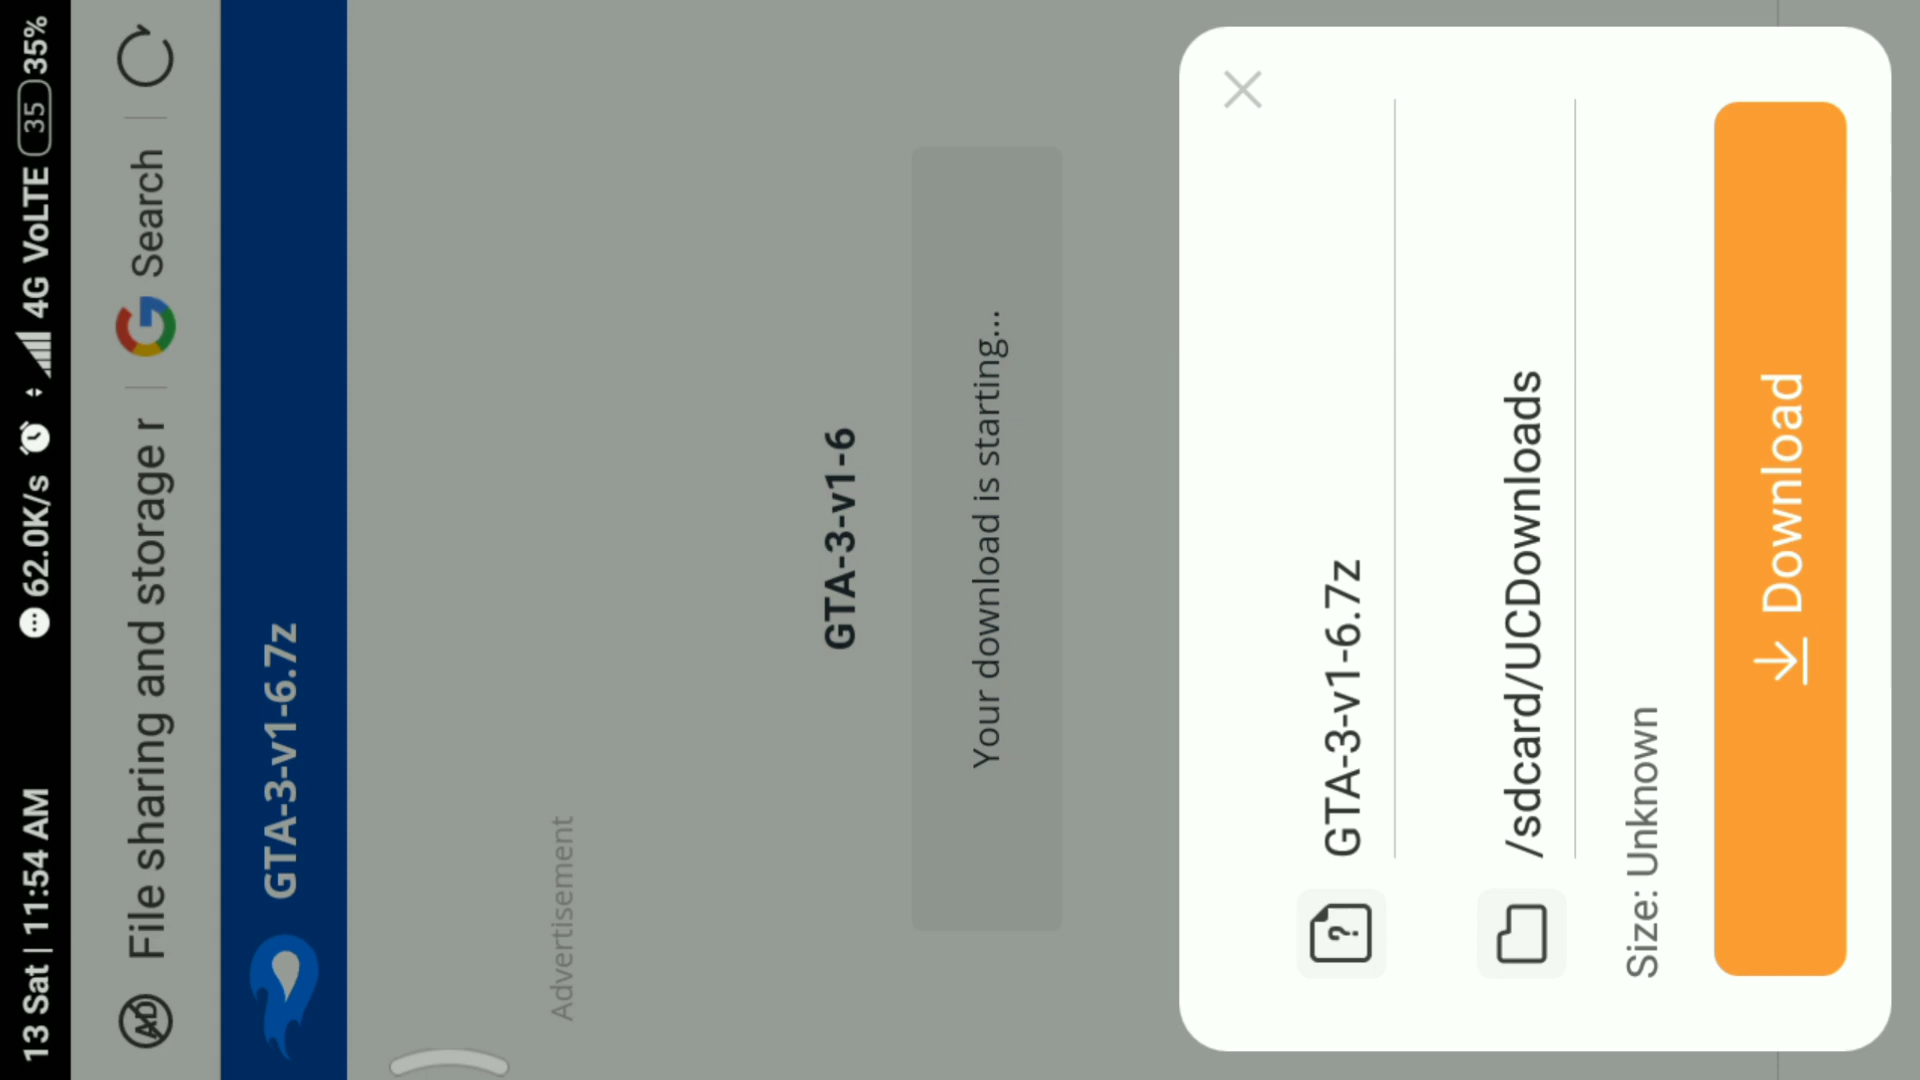 13 Sat | 11:54 AM
62.0K/s 4G VoLTE 35 35%
AD File sharing and storage r
Search
GTA-3-v1-6.7z
Advertisement
GTA-3-v1-6
Your download is starting...
GTA-3-v1-6.7z
/sdcard/UCDownloads
Size: Unknown
Download